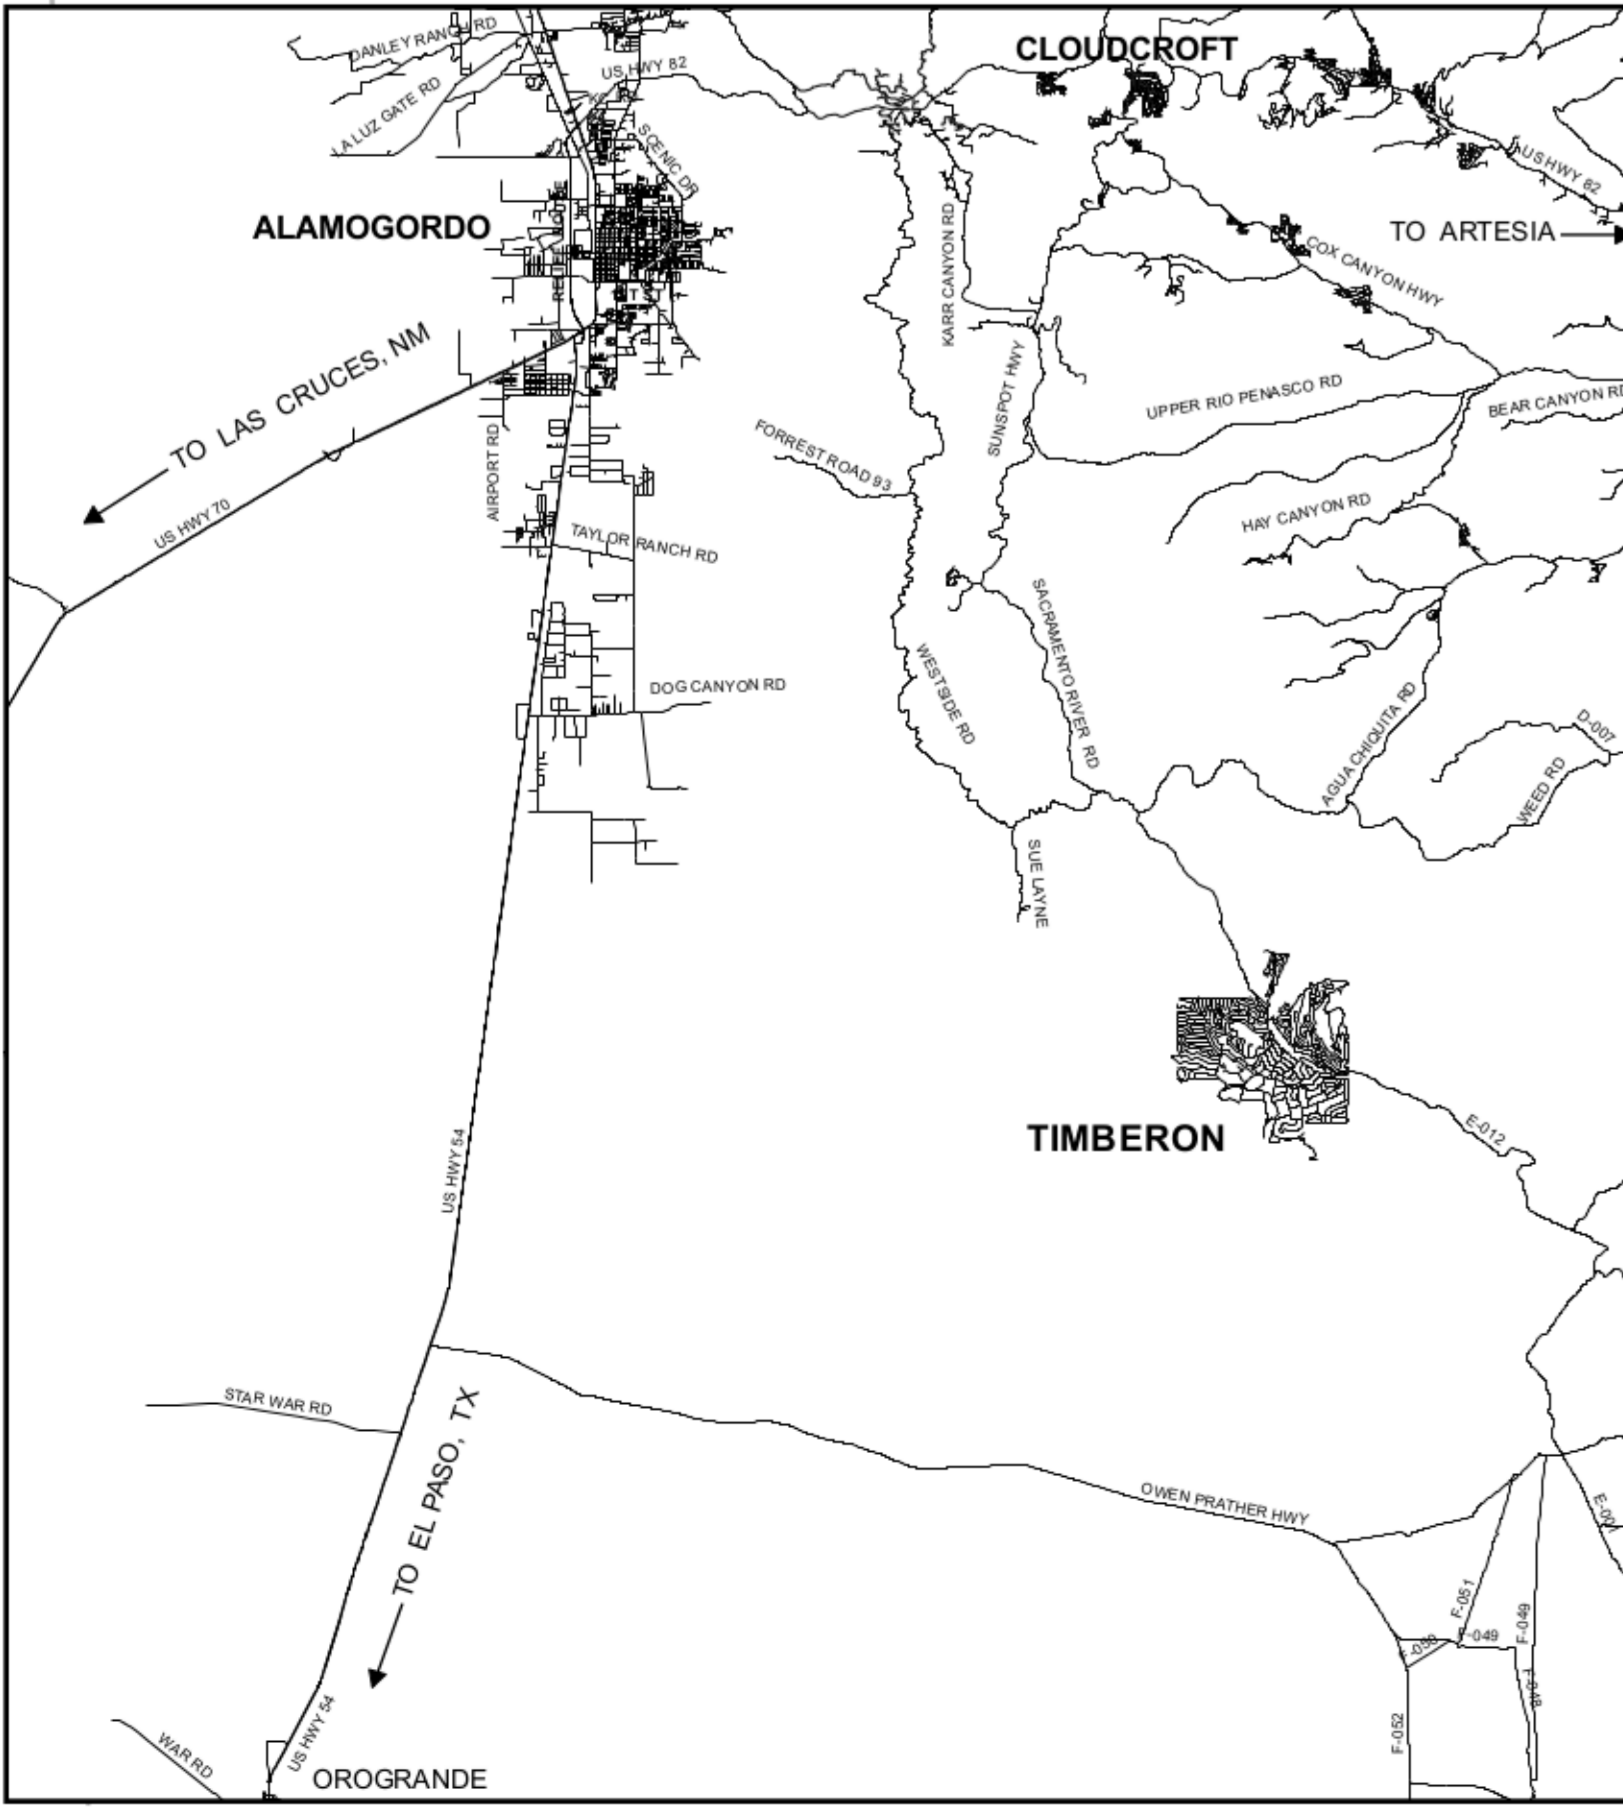 DANLEY RANCH RD
CLOUDCROFT
US HWY 82
LA LUZ GATE RD
SCENIC DR
US HWY 82
ALAMOGORDO
TO ARTESIA
KARR CANYON RD
COX CANYON HWY
TO LAS CRUCES, NM
SUNSPOT HWY
UPPER RIO PENASCO RD
BEAR CANYON RD
FORREST ROAD 93
AIRPORT RD
US HWY 70
HAY CANYON RD
TAYLOR RANCH RD
SACRAMENTO RIVER RD
WESTSIDE RD
DOG CANYON RD
AGUA CHIQUITA RD
D-007
WEED RD
SUE LAYNE
TIMBERON
E-012
US HWY 54
STAR WAR RD
TO EL PASO, TX
OWEN PRATHER HWY
F-051
F-049
F-049
F-052
US HWY 54
WAR RD
OROGRANDE